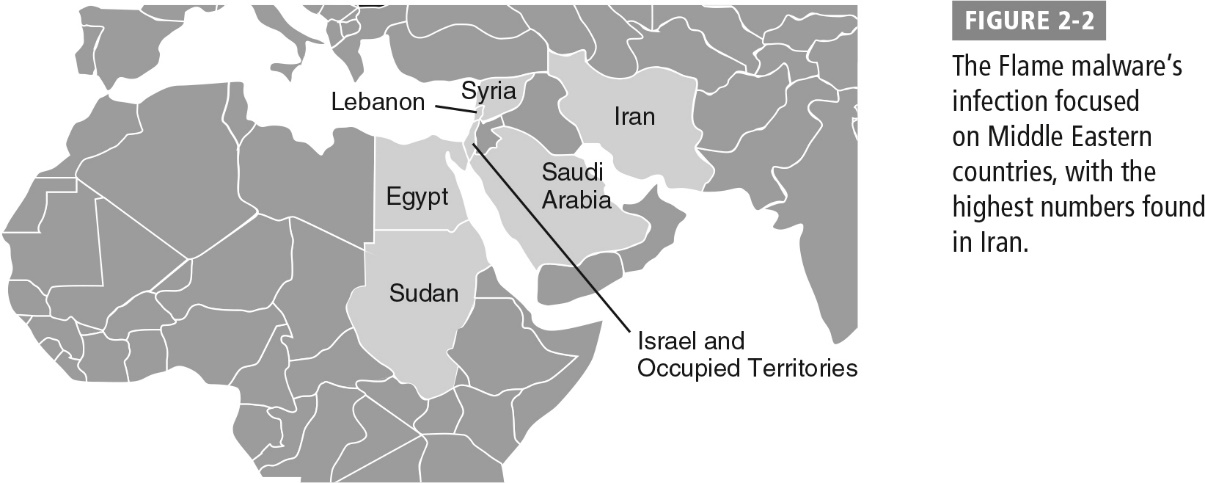 FIGURE 2-2
The Flame malware's
infection focused
on Middle Eastern
countries, with the
highest numbers found
in Iran.
Lebanon
Syria
Iran
Egypt
Saudi
Arabia
Sudan
Israel and
Occupied Territories